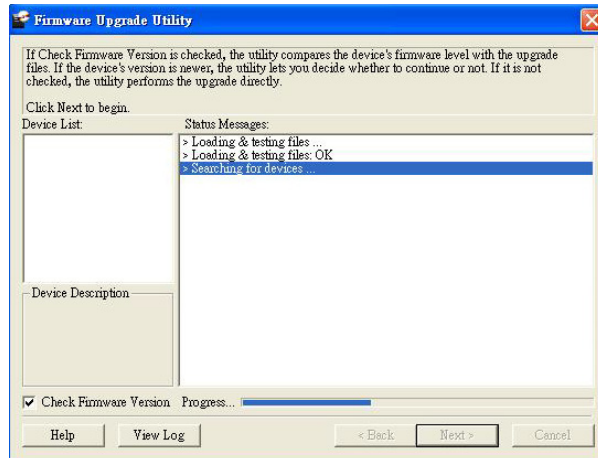 Firmware Upgrade Utility
If Check Firmware Version is checked, the utility compares the device's firmware level with the upgrade
files. If the device's version is newer, the utility lets you decide whether to continue or not. If it is not
checked, the utility performs the upgrade directly.
Click Next to begin.
Device List:
Status Messages:
> Loading & testing files ...
> Loading & testing files: OK
> Searching for devices ...
Device Description
Check Firmware Version
Progress...
Help
View Log
< Back
Next >
Cancel